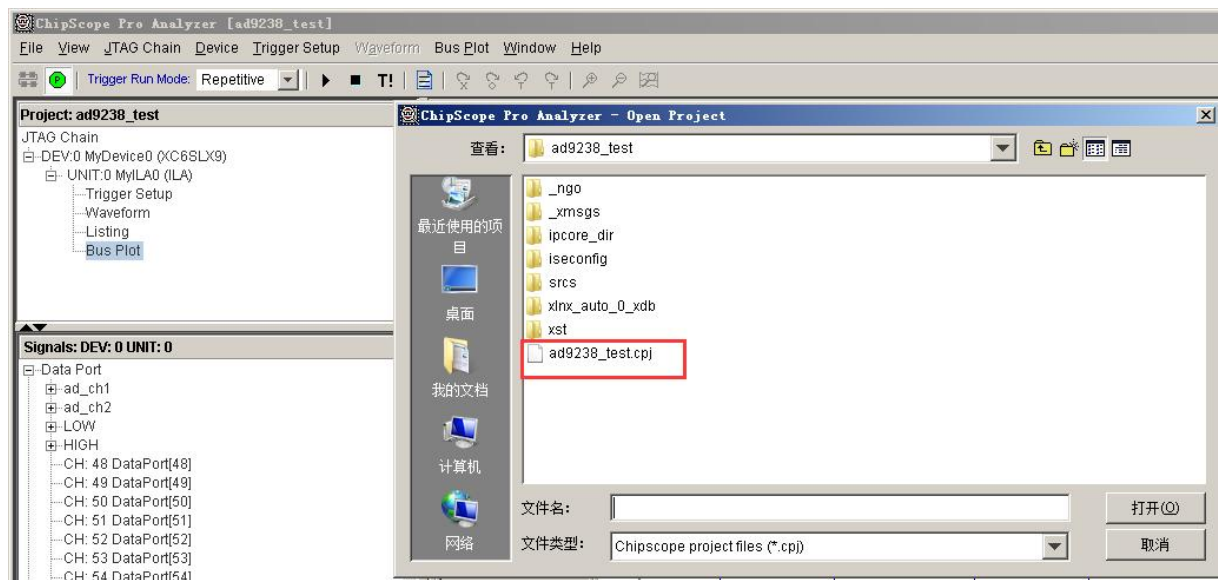 ChipScope Pro Analyzer [ad9238_test]
File View JTAG Chain Device Trigger Setup Waveform Bus Plot Window Help
Trigger Run Mode: Repetitive T!
Project: ad9238_test
JTAG Chain
DEV:0 MyDevice0 (XC6SLX9)
UNIT:0 MyILA0 (ILA)
Trigger Setup
Waveform
Listing
Bus Plot
Signals: DEV: 0 UNIT: 0
Data Port
ad_ch1
ad_ch2
LOW
HIGH
CH: 48 DataPort[48]
CH: 49 DataPort[49]
CH: 50 DataPort[50]
CH: 51 DataPort[51]
CH: 52 DataPort[52]
CH: 53 DataPort[53]
CH: 54 DataPort[54]
ChipScope Pro Analyzer - Open Project
查看: ad9238_test
最近使用的项
目
桌面
我的文档
计算机
网络
_ngo
_xmsgs
ipcore_dir
iseconfig
srcs
xlnx_auto_0_xdb
xst
ad9238_test.cpj
文件名: 打开(O)
文件类型: Chipscope project files (*.cpj) 取消